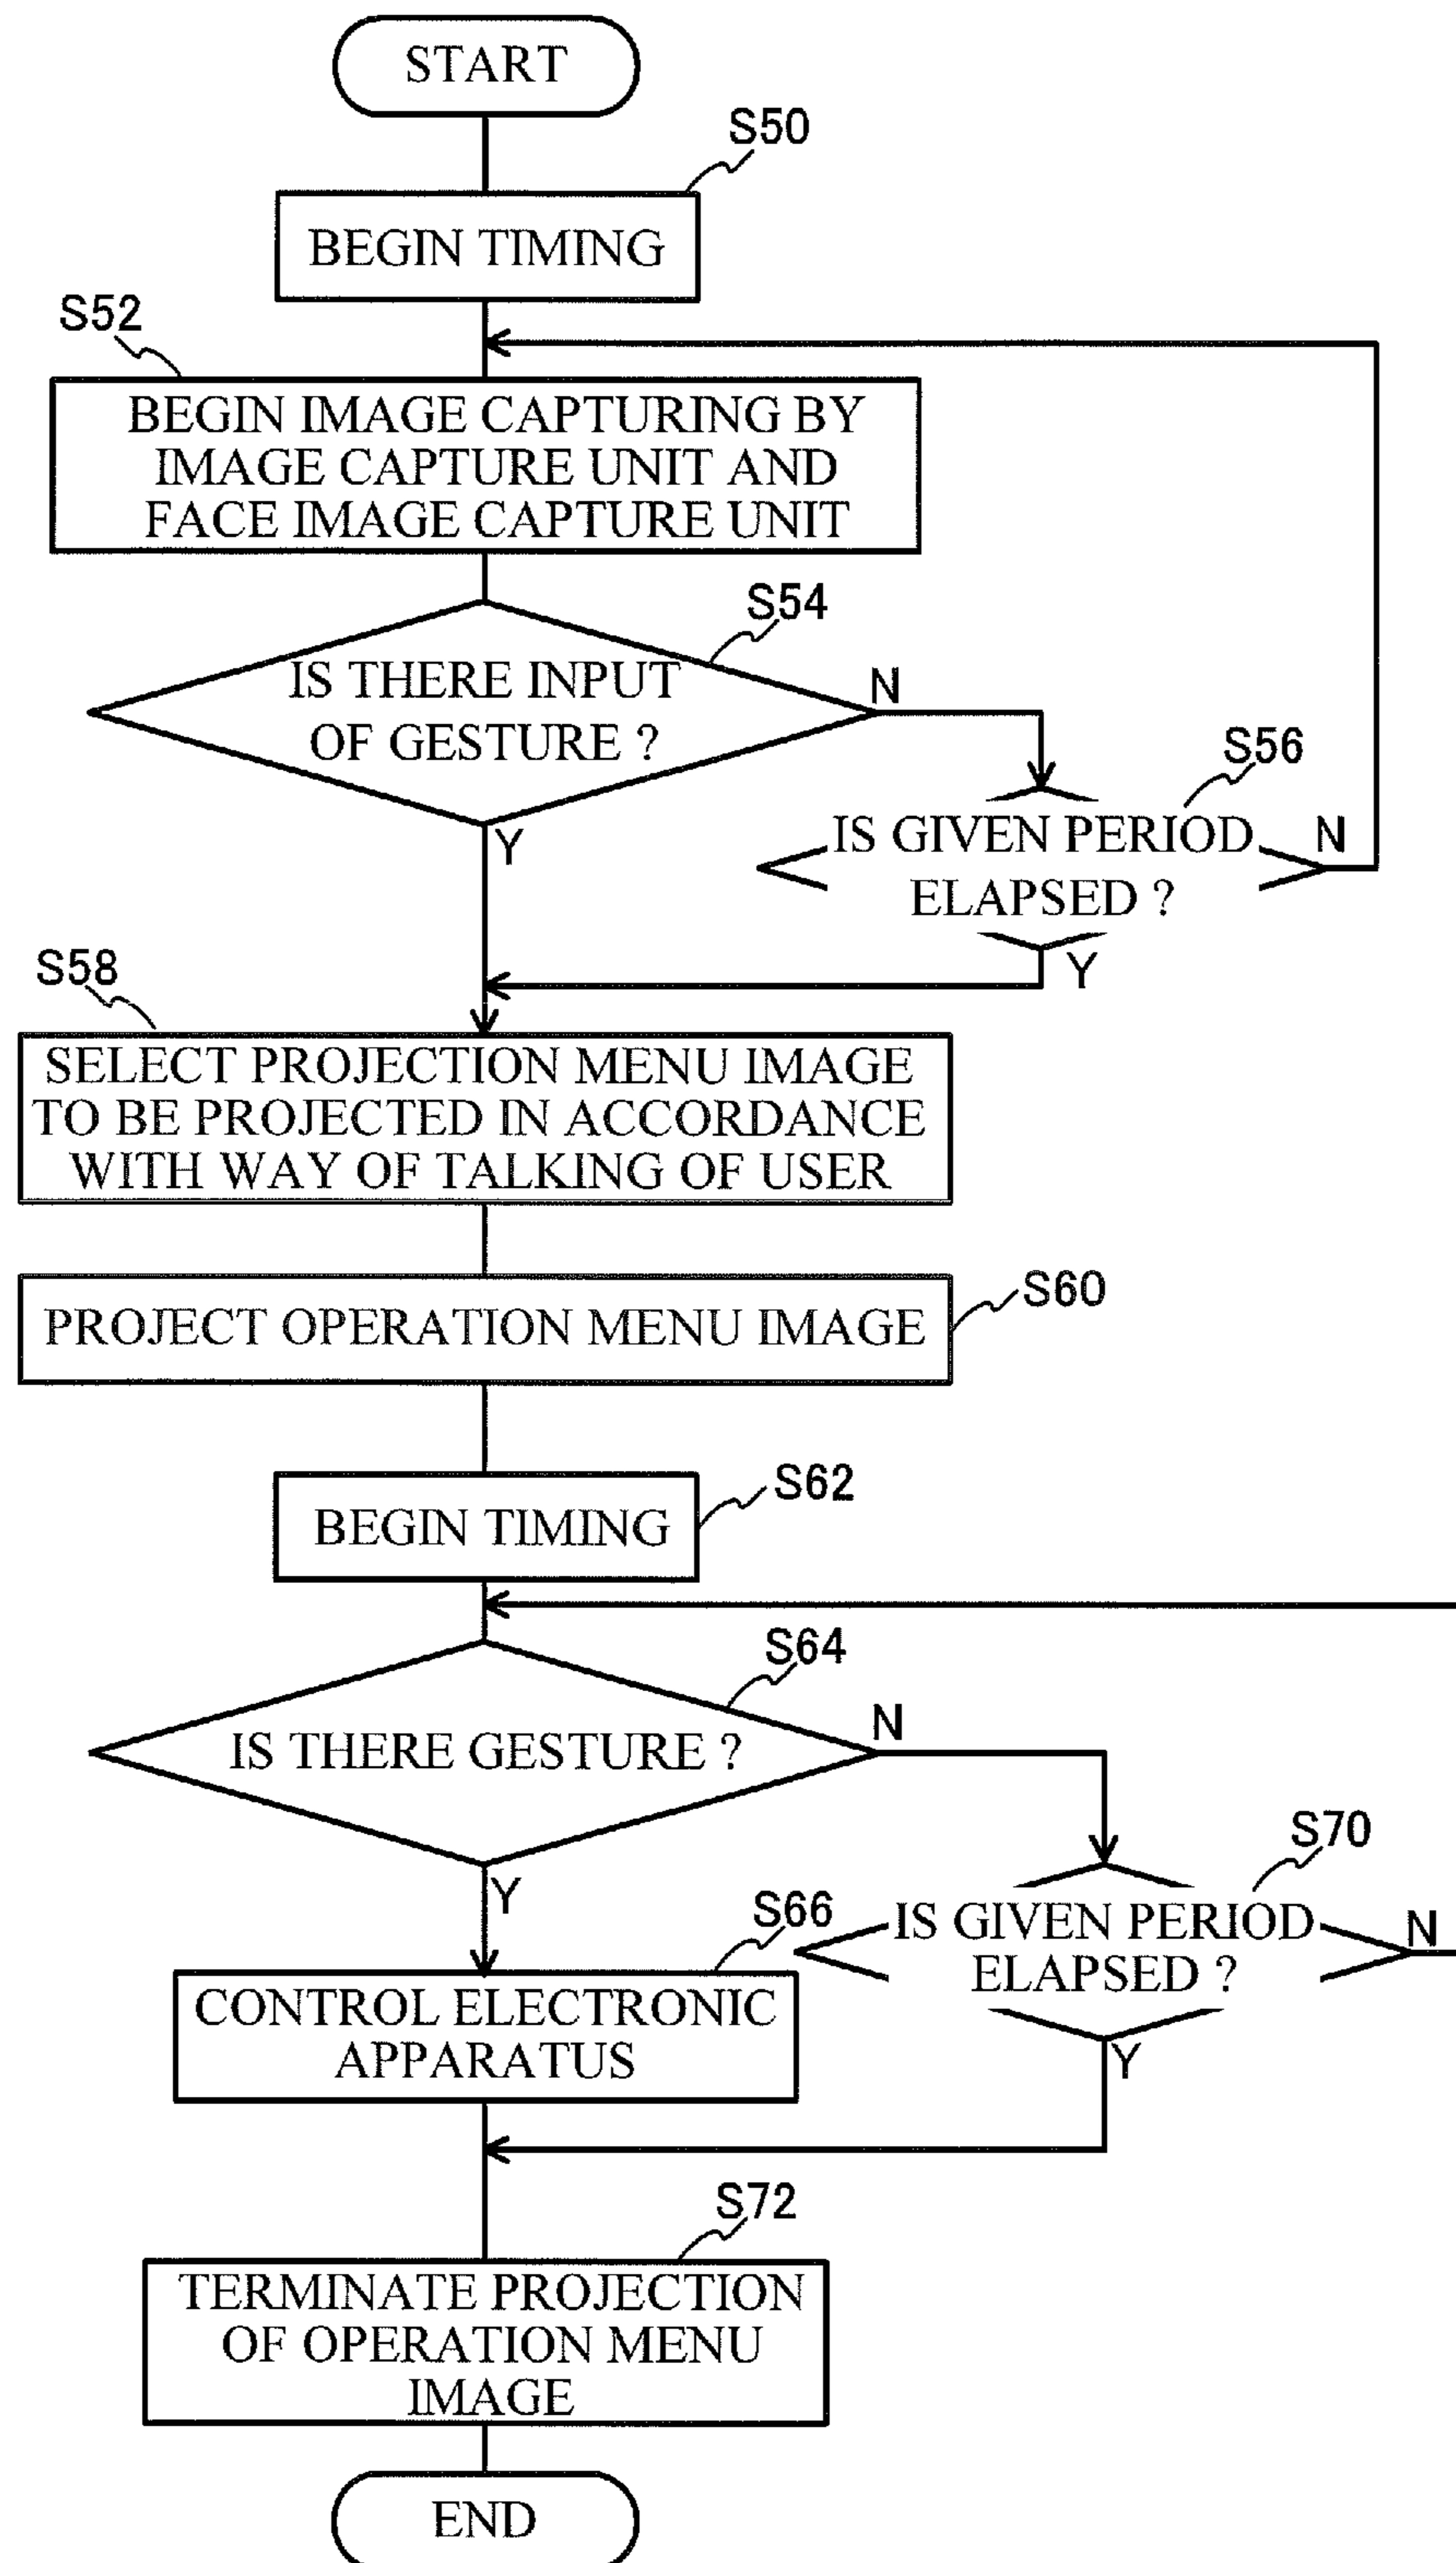 START
S50
BEGIN TIMING
S52
BEGIN IMAGE CAPTURING BY
IMAGE CAPTURE UNIT AND
FACE IMAGE CAPTURE UNIT
S54
IS THERE INPUT
OF GESTURE ?
N
Y
S56
IS GIVEN PERIOD
ELAPSED ?
N
Y
S58
SELECT PROJECTION MENU IMAGE
TO BE PROJECTED IN ACCORDANCE
WITH WAY OF TALKING OF USER
S60
PROJECT OPERATION MENU IMAGE
S62
BEGIN TIMING
S64
IS THERE GESTURE ?
N
Y
S70
IS GIVEN PERIOD
ELAPSED ?
N
Y
S66
CONTROL ELECTRONIC
APPARATUS
S72
TERMINATE PROJECTION
OF OPERATION MENU
IMAGE
END